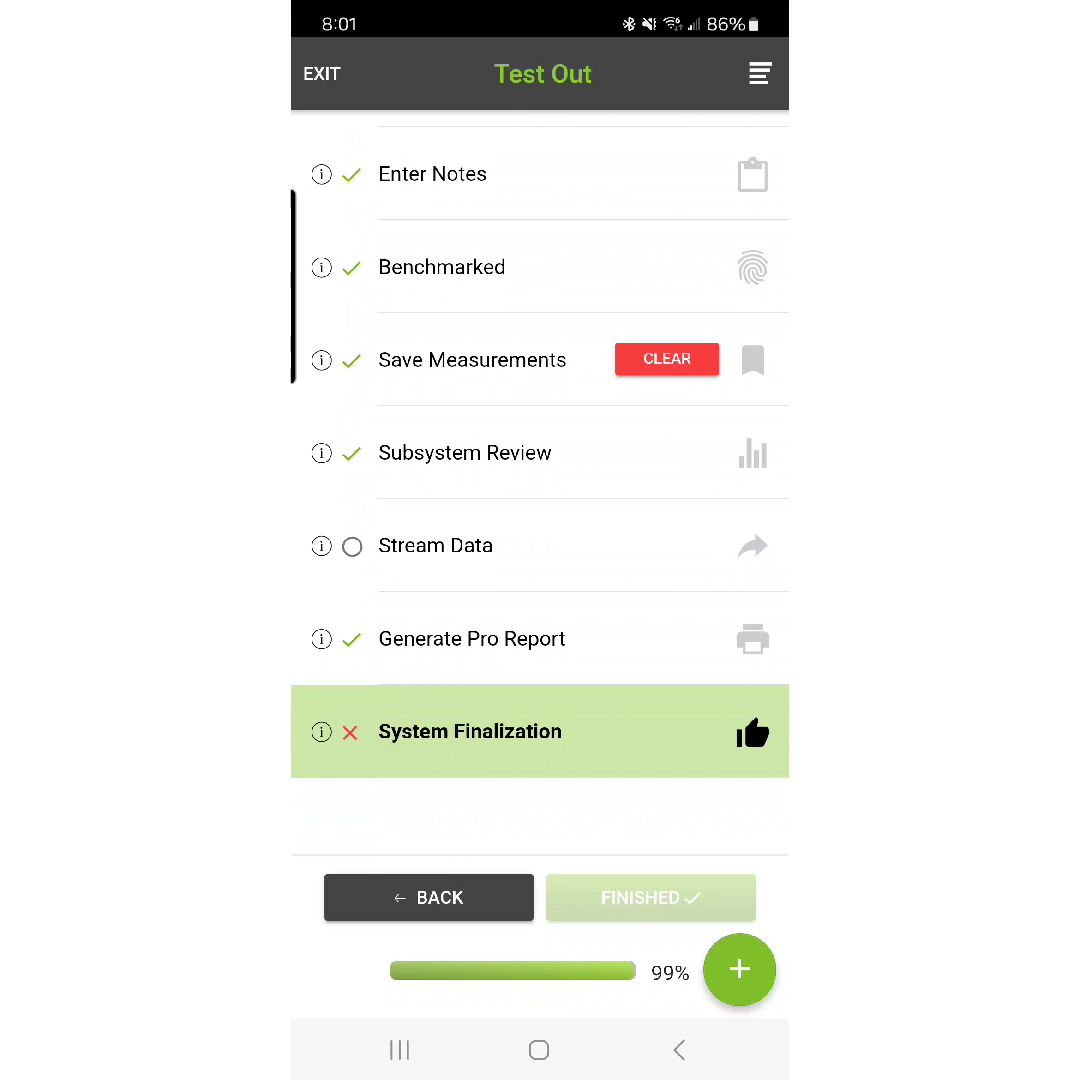 8:01
86%
EXIT
Test Out
Enter Notes
Benchmarked
Save Measurements
CLEAR
Subsystem Review
Stream Data
Generate Pro Report
System Finalization
← BACK
FINISHED ✓
99%
+